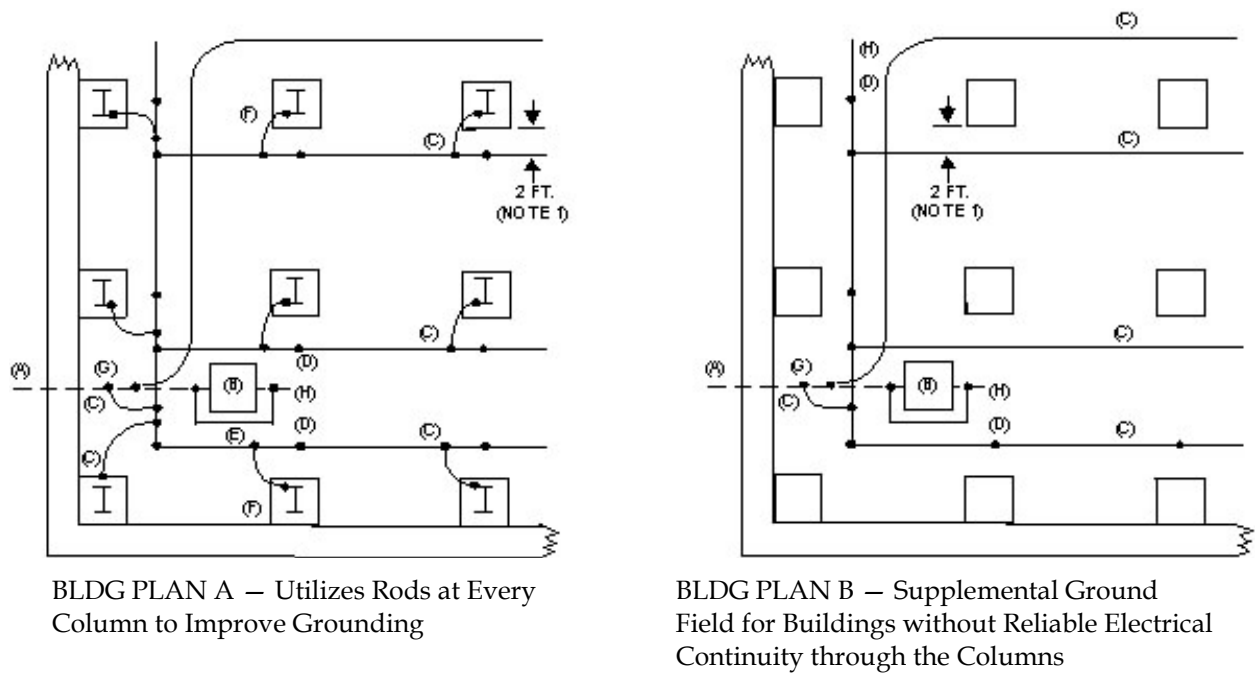 (C)
(H)
(F)
(D)
(C)
(C)
2 FT.
(NOTE 1)
2 FT.
(NOTE 1)
(C)
(C)
(A)
(G)
(D)
(B)
(H)
(C)
(D)
(E)
(C)
(C)
(F)
(A)
(G)
(B)
(H)
(C)
(D)
(C)
BLDG PLAN A — Utilizes Rods at Every
Column to Improve Grounding
BLDG PLAN B — Supplemental Ground
Field for Buildings without Reliable Electrical
Continuity through the Columns